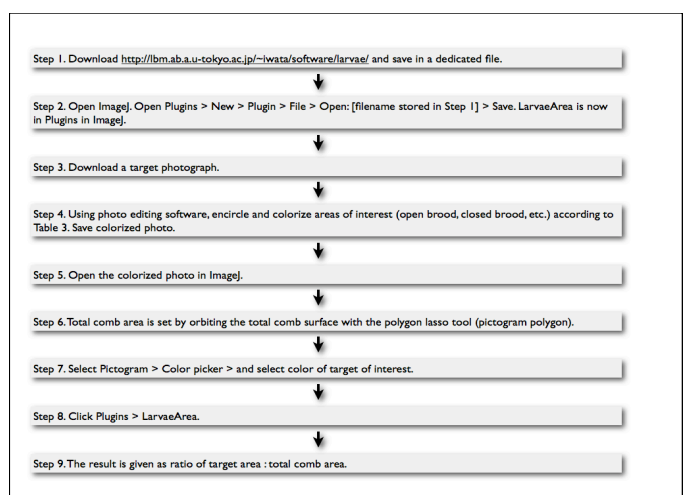 Step 1. Download http://lbm.ab.a.u-tokyo.ac.jp/~iwata/software/larvae/ and save in a dedicated file.
Step 2. Open ImageJ. Open Plugins > New > Plugin > File > Open: [filename stored in Step 1] > Save. LarvaeArea is now
in Plugins in ImageJ.
Step 3. Download a target photograph.
Step 4. Using photo editing software, encircle and colorize areas of interest (open brood, closed brood, etc.) according to
Table 3. Save colorized photo.
Step 5. Open the colorized photo in ImageJ.
Step 6. Total comb area is set by orbiting the total comb surface with the polygon lasso tool (pictogram polygon).
Step 7. Select Pictogram > Color picker > and select color of target of interest.
Step 8. Click Plugins > LarvaeArea.
Step 9. The result is given as ratio of target area : total comb area.